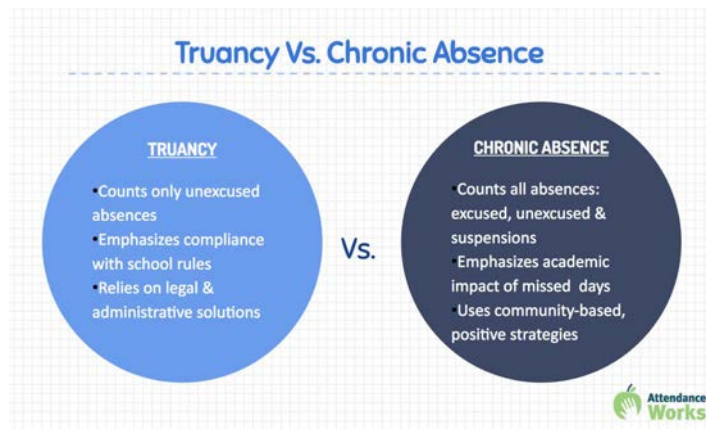 Truancy Vs. Chronic Absence
TRUANCY
▪Counts only unexcused
absences
▪Emphasizes compliance
with school rules
▪Relies on legal &
administrative solutions
Vs.
CHRONIC ABSENCE
▪Counts all absences:
excused, unexcused &
suspensions
▪Emphasizes academic
impact of missed days
▪Uses community-based,
positive strategies
Attendance
Works